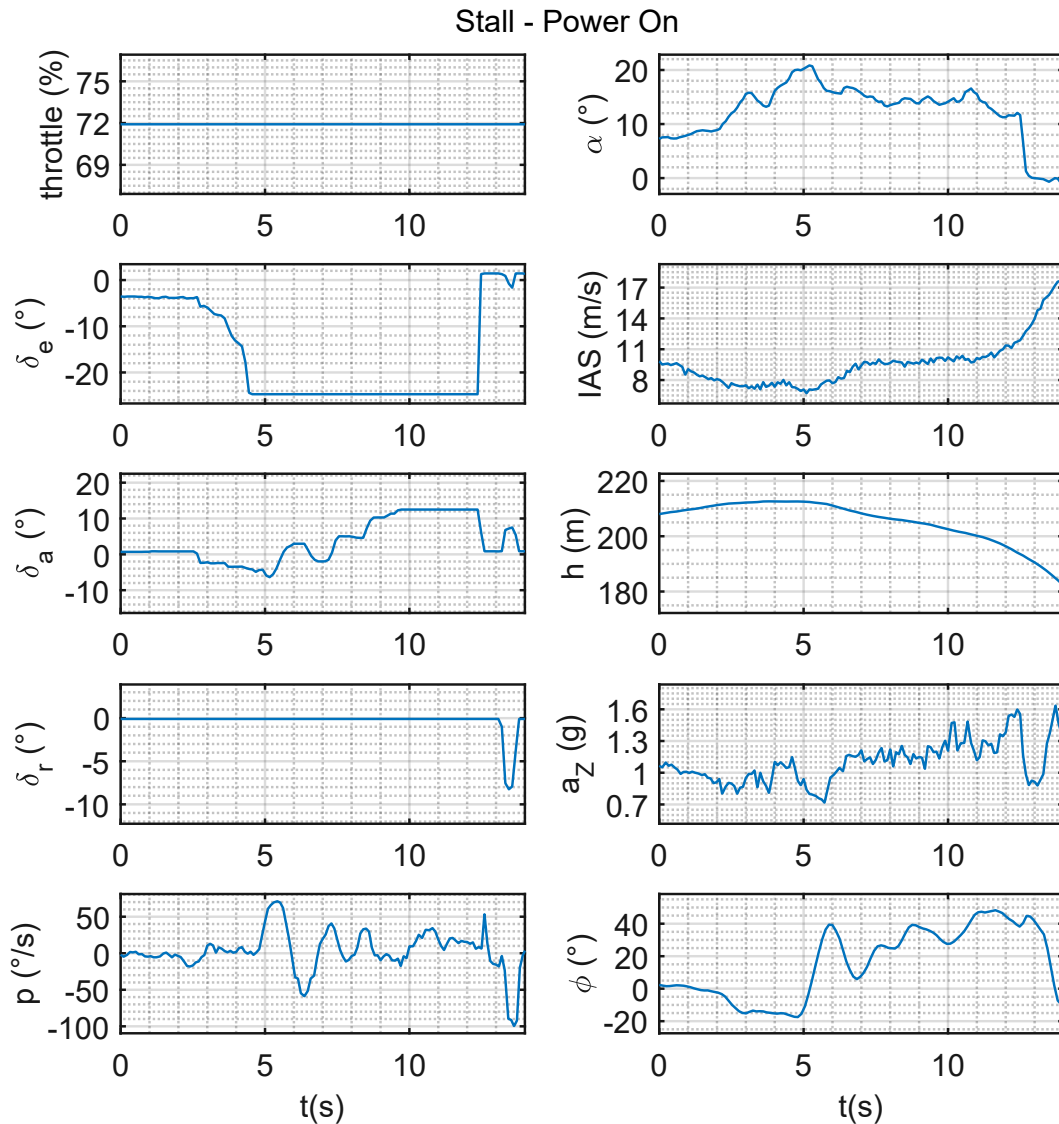 Stall - Power On
throttle (%)
75
72
69
0 5 10
α (°)
20
10
0
0 5 10
δe (°)
0
-10
-20
0 5 10
IAS (m/s)
17
14
11
8
0 5 10
δa (°)
20
10
0
-10
0 5 10
h (m)
220
200
180
0 5 10
δr (°)
0
-5
-10
0 5 10
aZ (g)
1.6
1.3
1
0.7
0 5 10
p (°/s)
50
0
-50
-100
0 5 10
t(s)
ϕ (°)
40
20
0
-20
0 5 10
t(s)